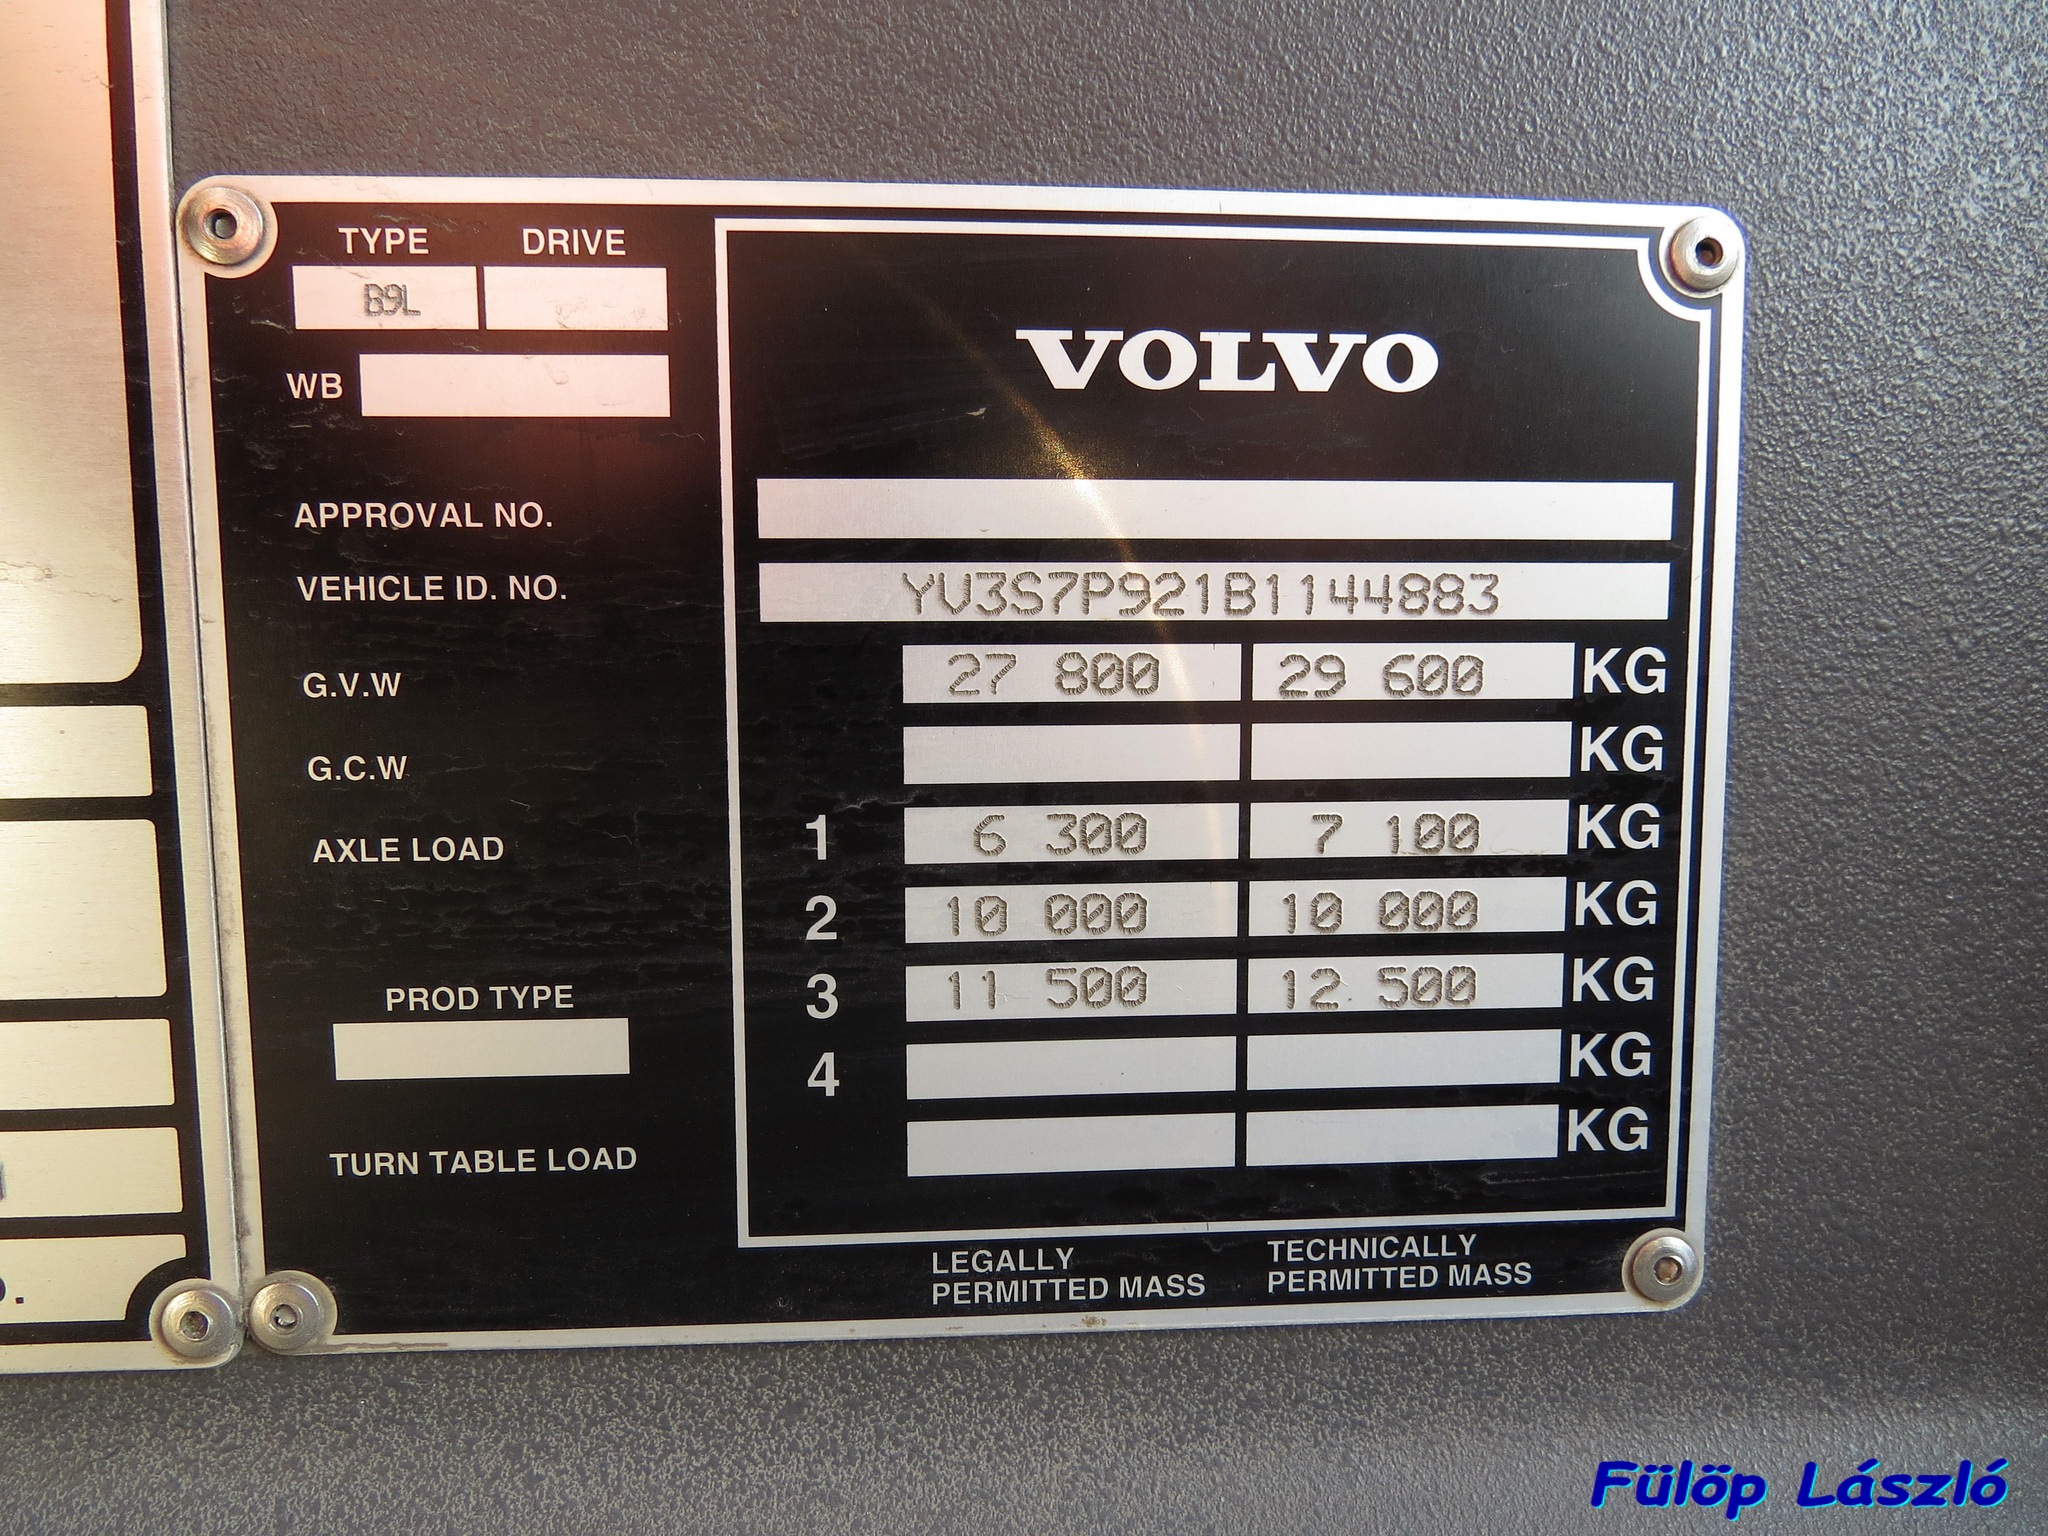 TYPE DRIVE
B9L
WB
VOLVO
APPROVAL NO.
VEHICLE ID. NO. YV3S7P921B1144883
G.V.W 27 800 29 600 KG
G.C.W KG
AXLE LOAD 1 6 300 7 100 KG
2 10 000 10 000 KG
3 11 500 12 500 KG
PROD TYPE
4 KG
TURN TABLE LOAD KG
LEGALLY PERMITTED MASS
TECHNICALLY PERMITTED MASS
Fülöp László